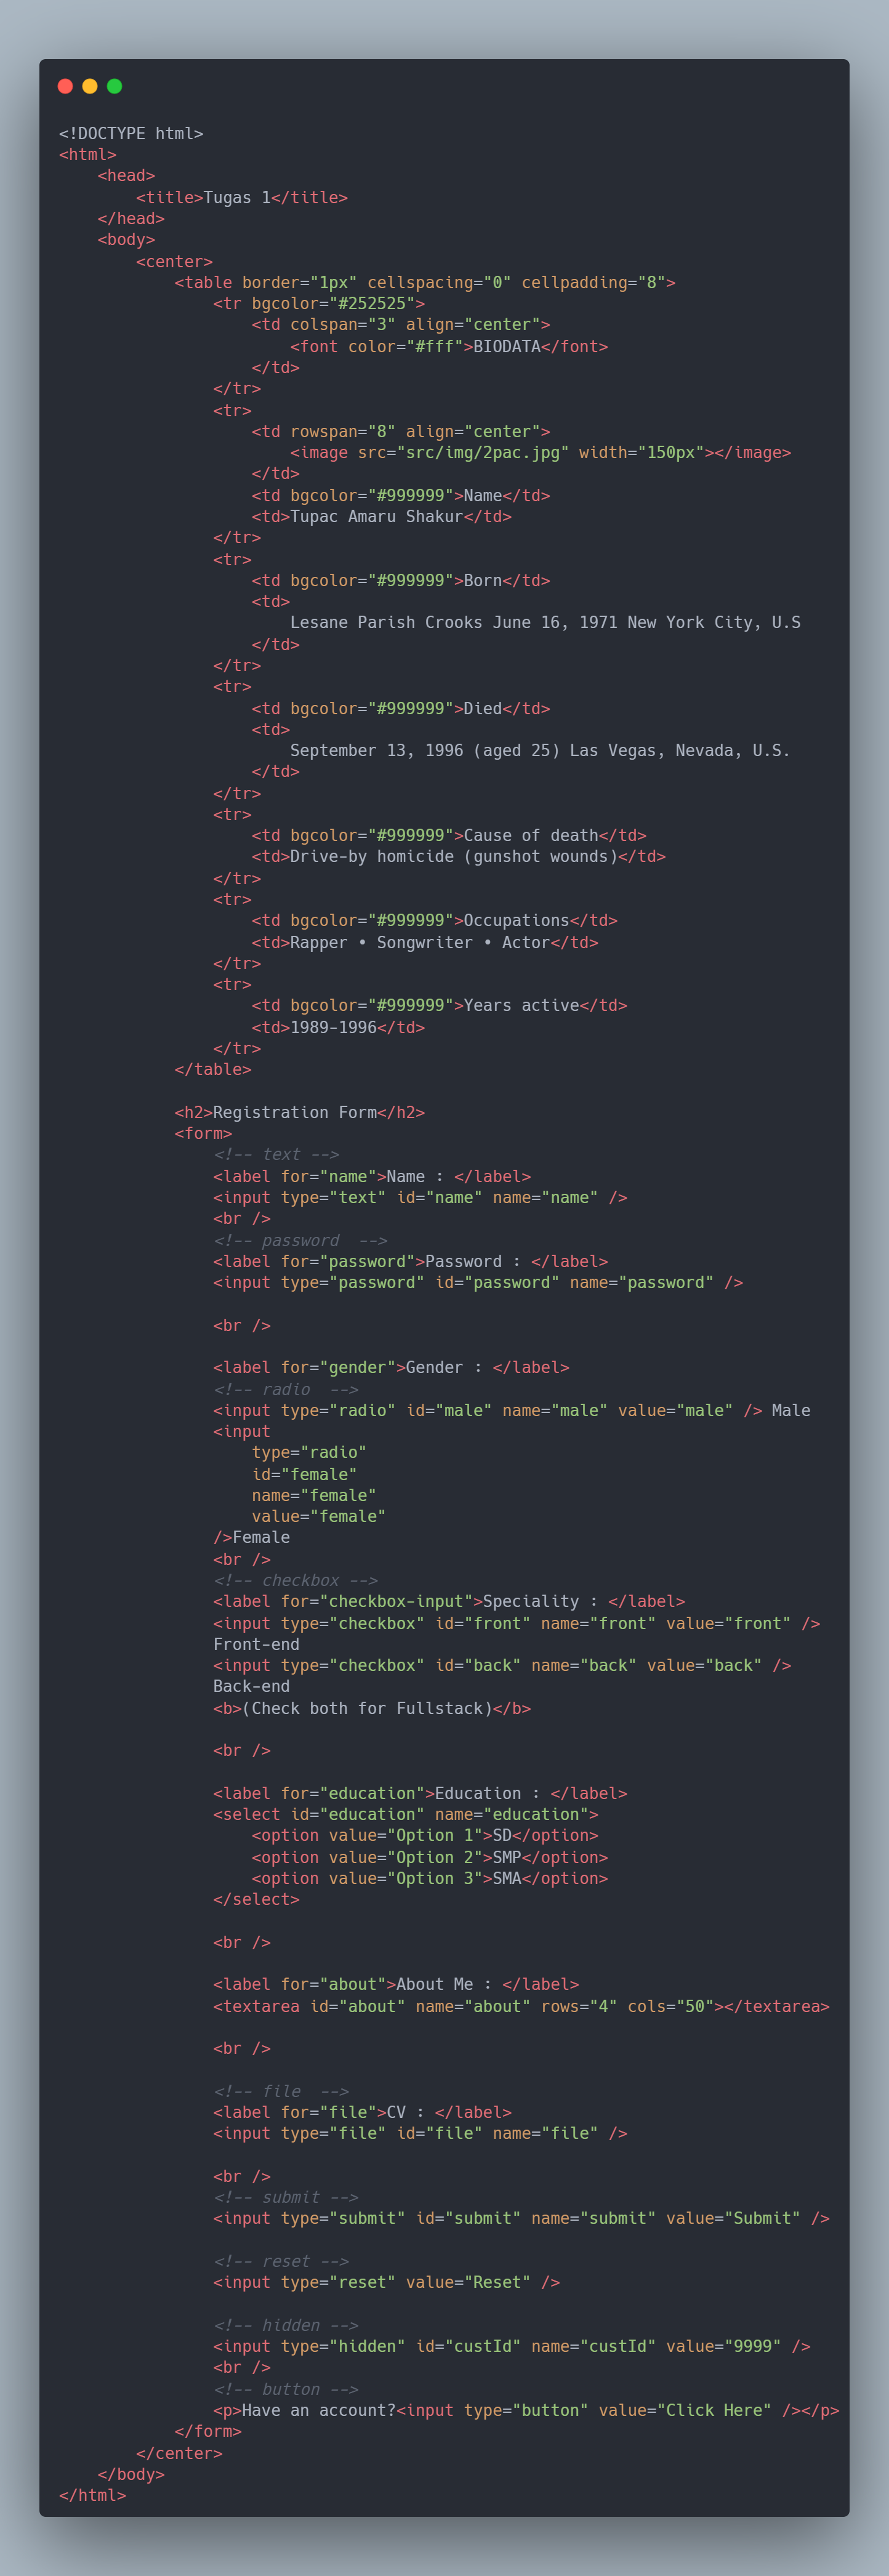 <!DOCTYPE html>
<html>
    <head>
        <title>Tugas 1</title>
    </head>
    <body>
        <center>
            <table border="1px" cellspacing="0" cellpadding="8">
                <tr bgcolor="#252525">
                    <td colspan="3" align="center">
                        <font color="#fff">BIODATA</font>
                    </td>
                </tr>
                <tr>
                    <td rowspan="8" align="center">
                        <image src="src/img/2pac.jpg" width="150px"></image>
                    </td>
                    <td bgcolor="#999999">Name</td>
                    <td>Tupac Amaru Shakur</td>
                </tr>
                <tr>
                    <td bgcolor="#999999">Born</td>
                    <td>
                        Lesane Parish Crooks June 16, 1971 New York City, U.S
                    </td>
                </tr>
                <tr>
                    <td bgcolor="#999999">Died</td>
                    <td>
                        September 13, 1996 (aged 25) Las Vegas, Nevada, U.S.
                    </td>
                </tr>
                <tr>
                    <td bgcolor="#999999">Cause of death</td>
                    <td>Drive-by homicide (gunshot wounds)</td>
                </tr>
                <tr>
                    <td bgcolor="#999999">Occupations</td>
                    <td>Rapper • Songwriter • Actor</td>
                </tr>
                <tr>
                    <td bgcolor="#999999">Years active</td>
                    <td>1989-1996</td>
                </tr>
            </table>

            <h2>Registration Form</h2>
            <form>
                <!-- text -->
                <label for="name">Name : </label>
                <input type="text" id="name" name="name" />
                <br />
                <!-- password  -->
                <label for="password">Password : </label>
                <input type="password" id="password" name="password" />

                <br />

                <label for="gender">Gender : </label>
                <!-- radio  -->
                <input type="radio" id="male" name="male" value="male" /> Male
                <input
                    type="radio"
                    id="female"
                    name="female"
                    value="female"
                />Female
                <br />
                <!-- checkbox -->
                <label for="checkbox-input">Speciality : </label>
                <input type="checkbox" id="front" name="front" value="front" />
                Front-end
                <input type="checkbox" id="back" name="back" value="back" />
                Back-end
                <b>(Check both for Fullstack)</b>

                <br />

                <label for="education">Education : </label>
                <select id="education" name="education">
                    <option value="Option 1">SD</option>
                    <option value="Option 2">SMP</option>
                    <option value="Option 3">SMA</option>
                </select>

                <br />

                <label for="about">About Me : </label>
                <textarea id="about" name="about" rows="4" cols="50"></textarea>

                <br />

                <!-- file  -->
                <label for="file">CV : </label>
                <input type="file" id="file" name="file" />

                <br />
                <!-- submit -->
                <input type="submit" id="submit" name="submit" value="Submit" />

                <!-- reset -->
                <input type="reset" value="Reset" />

                <!-- hidden -->
                <input type="hidden" id="custId" name="custId" value="9999" />
                <br />
                <!-- button -->
                <p>Have an account?<input type="button" value="Click Here" /></p>
            </form>
        </center>
    </body>
</html>